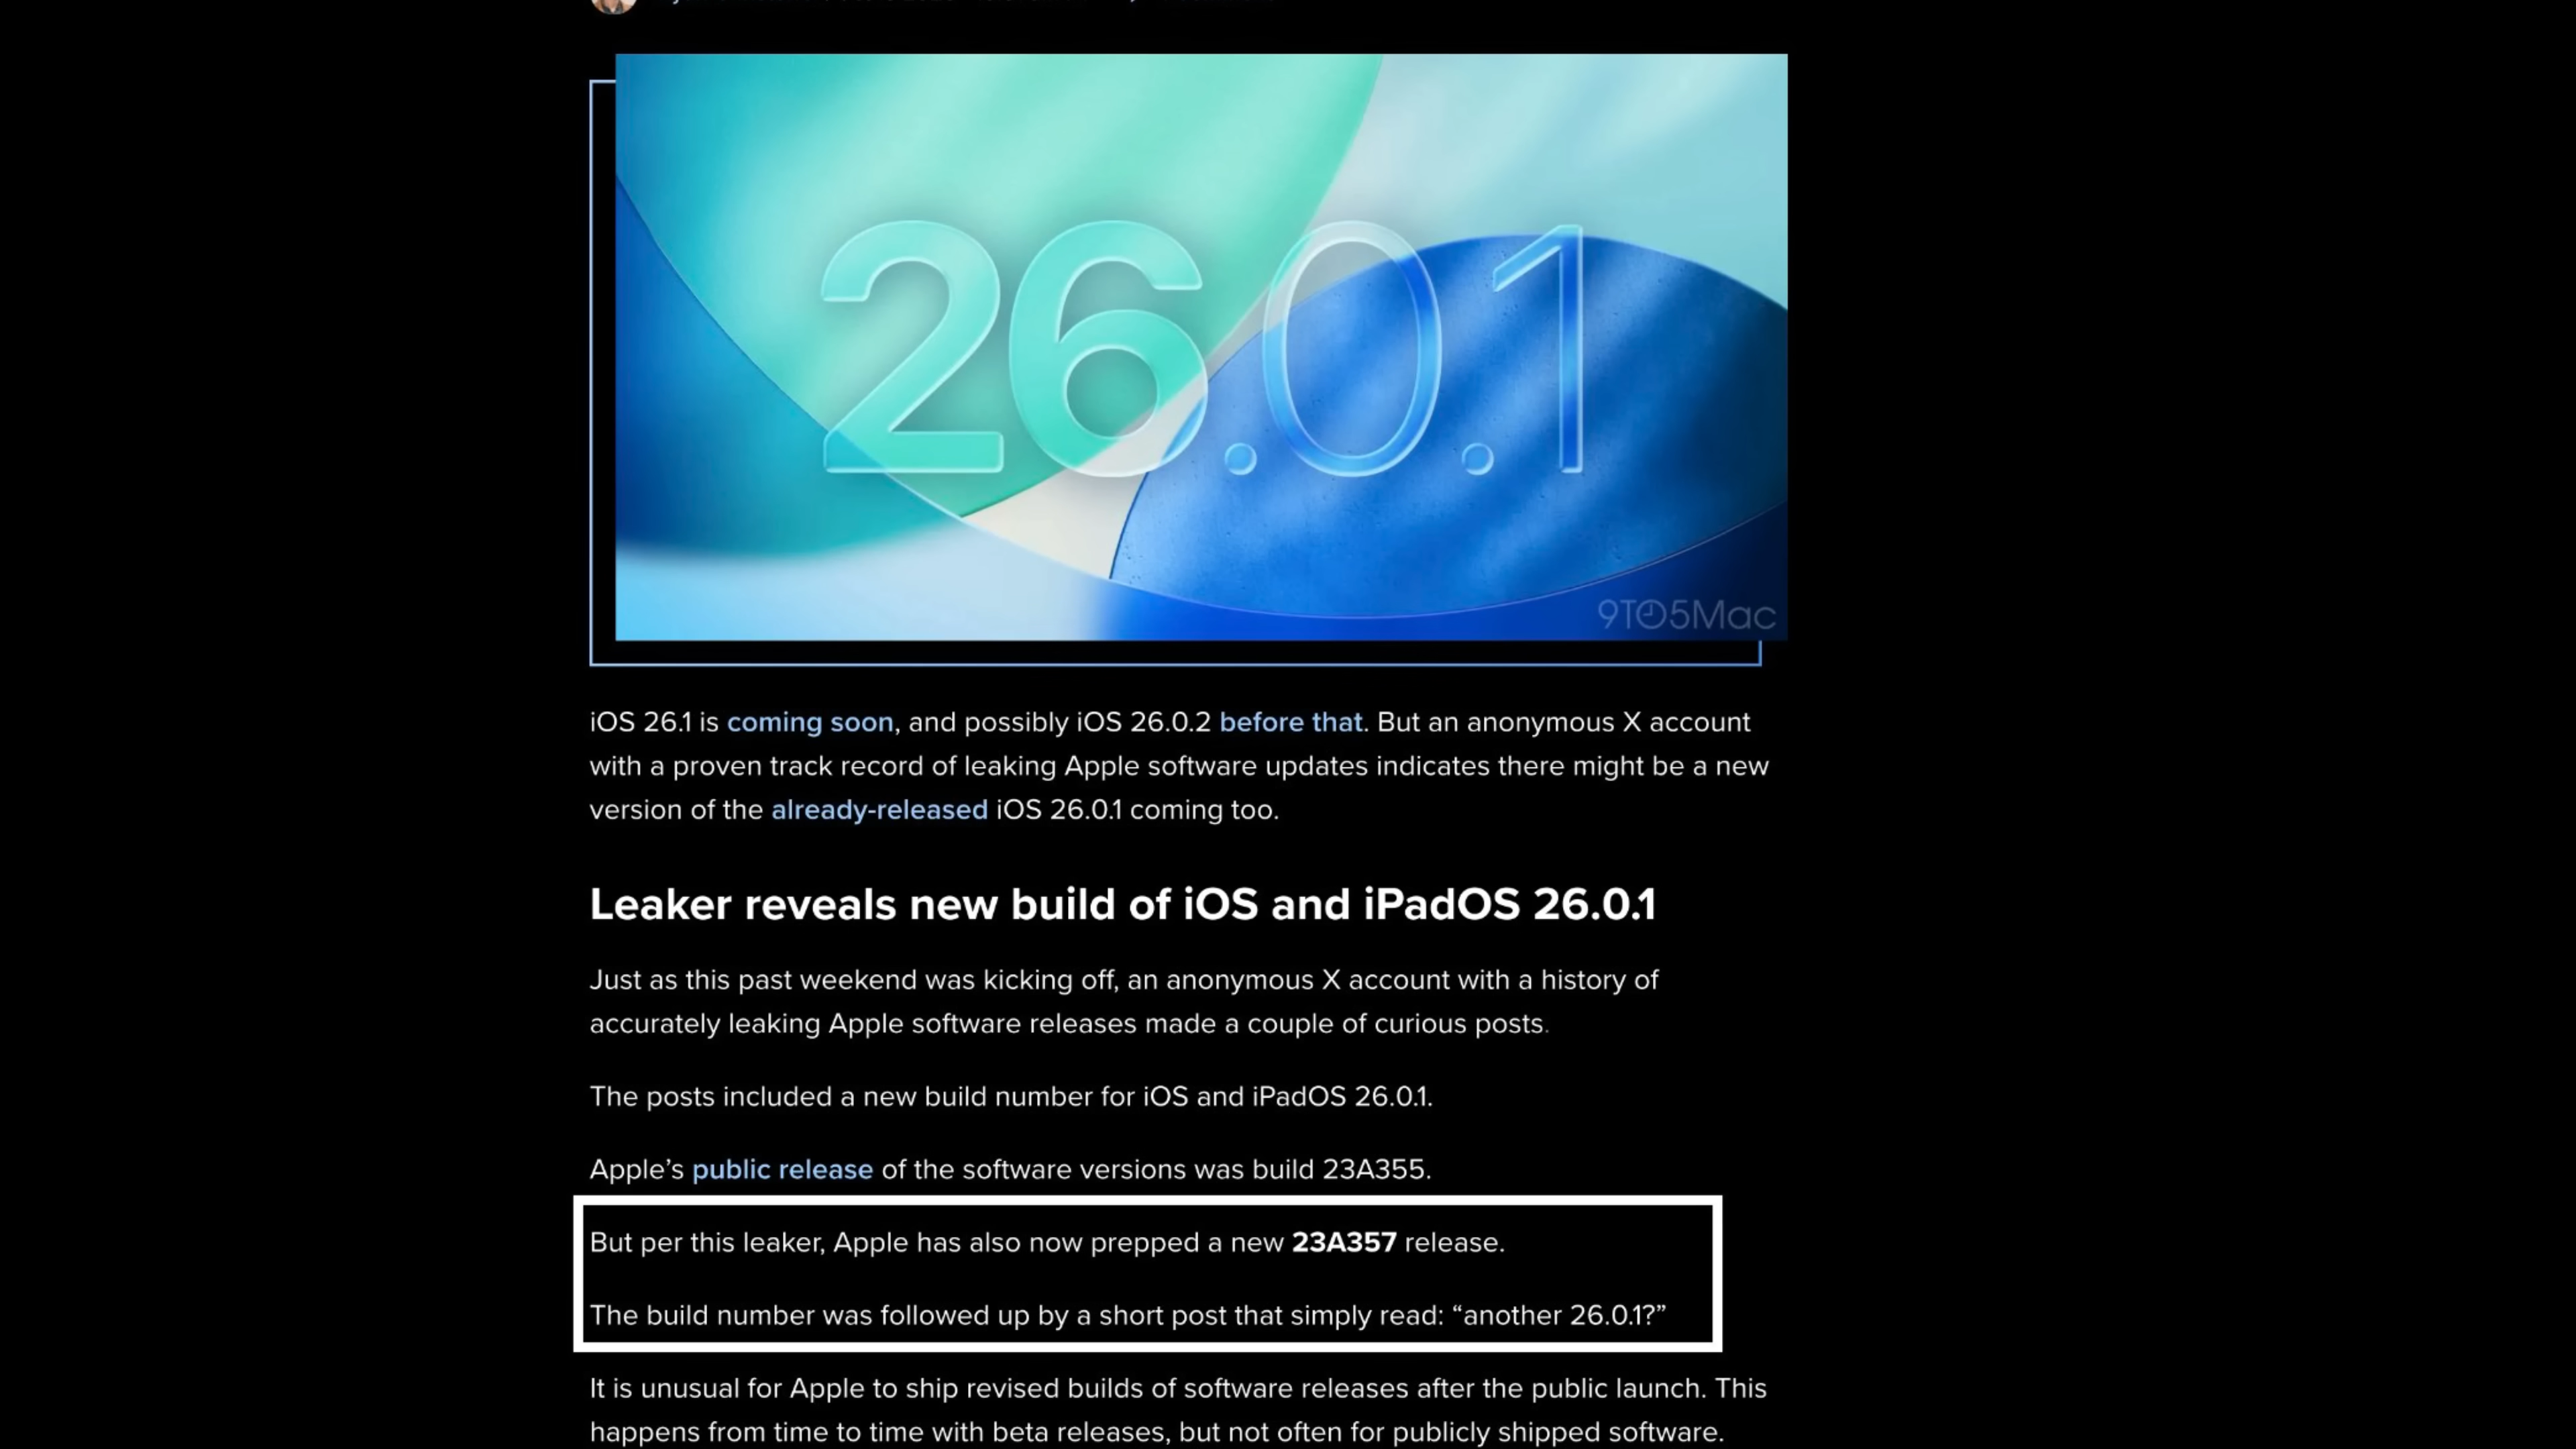 26.0.1
9TO5Mac
iOS 26.1 is coming soon, and possibly iOS 26.0.2 before that. But an anonymous X account
with a proven track record of leaking Apple software updates indicates there might be a new
version of the already-released iOS 26.0.1 coming too.
Leaker reveals new build of iOS and iPadOS 26.0.1
Just as this past weekend was kicking off, an anonymous X account with a history of
accurately leaking Apple software releases made a couple of curious posts.
The posts included a new build number for iOS and iPadOS 26.0.1.
Apple’s public release of the software versions was build 23A355.
But per this leaker, Apple has also now prepped a new 23A357 release.
The build number was followed up by a short post that simply read: “another 26.0.1?”
It is unusual for Apple to ship revised builds of software releases after the public launch. This
happens from time to time with beta releases, but not often for publicly shipped software.